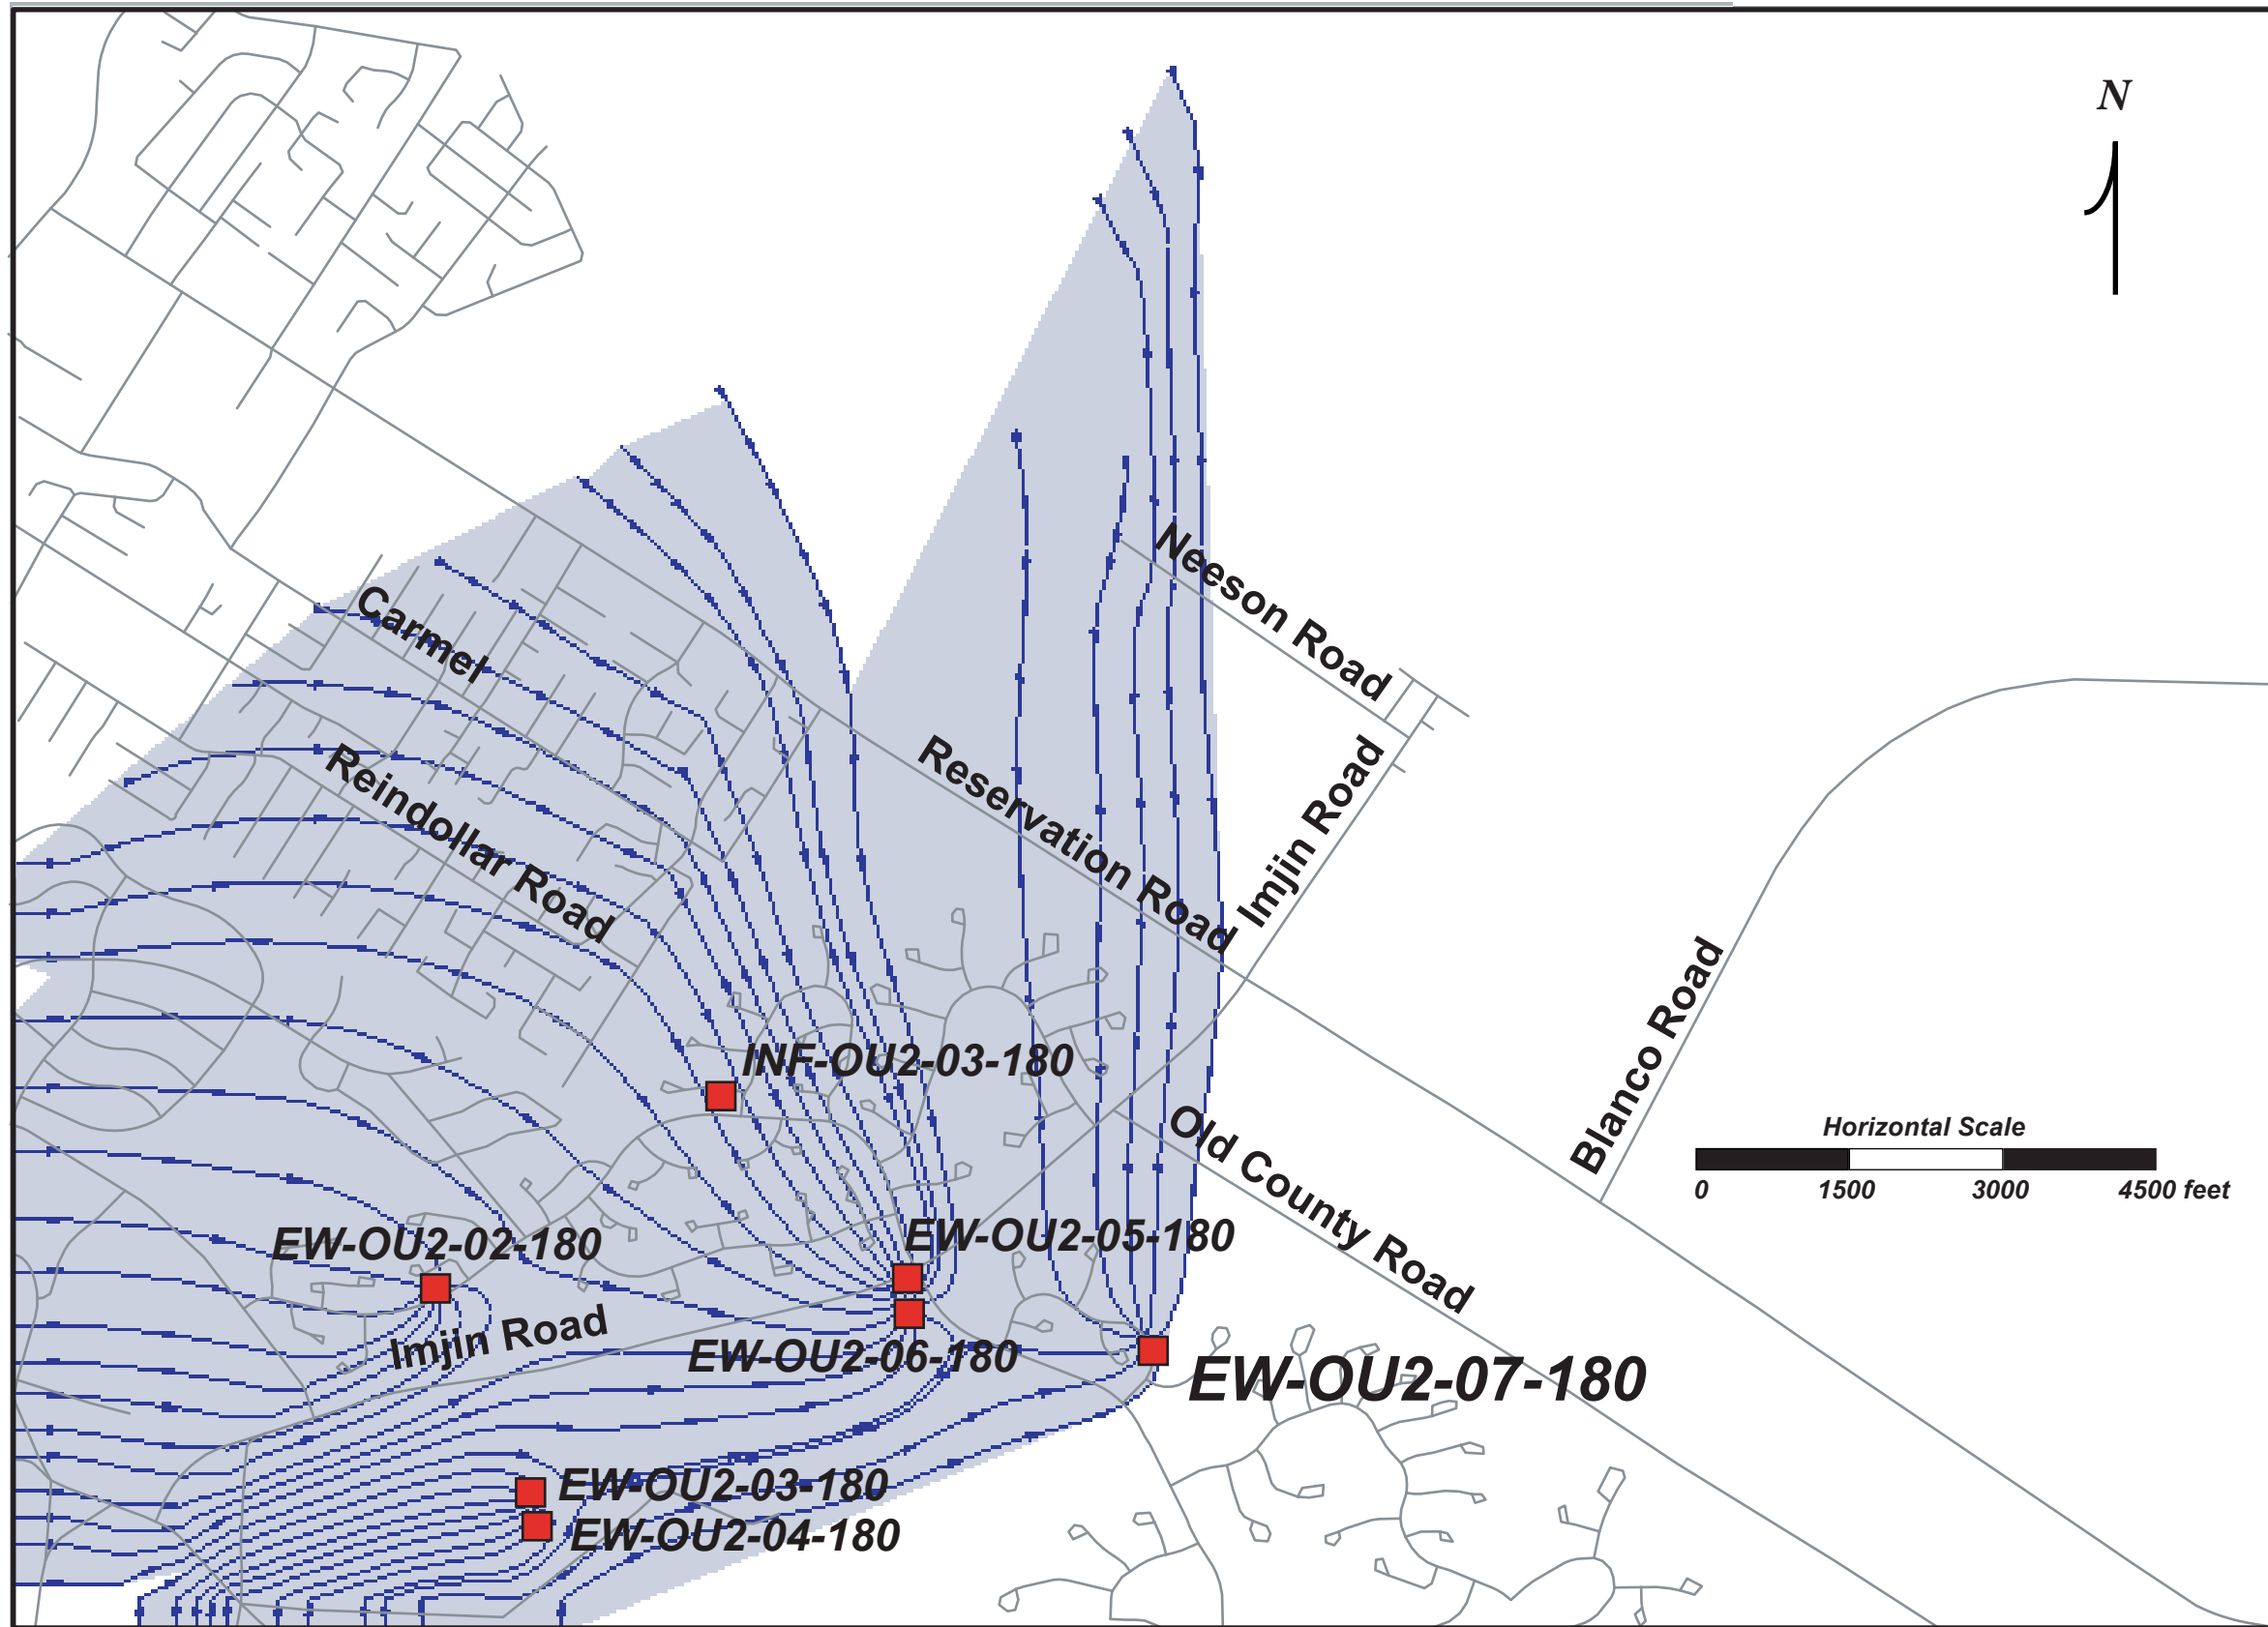 N
Neeson Road
Carmel
Reservation Road
Imjin Road
Reindollar Road
Blanco Road
INF-OU2-03-180
Old County Road
Horizontal Scale
0 1500 3000 4500 feet
EW-OU2-02-180
EW-OU2-05-180
Imjin Road
EW-OU2-06-180
EW-OU2-07-180
EW-OU2-03-180
EW-OU2-04-180